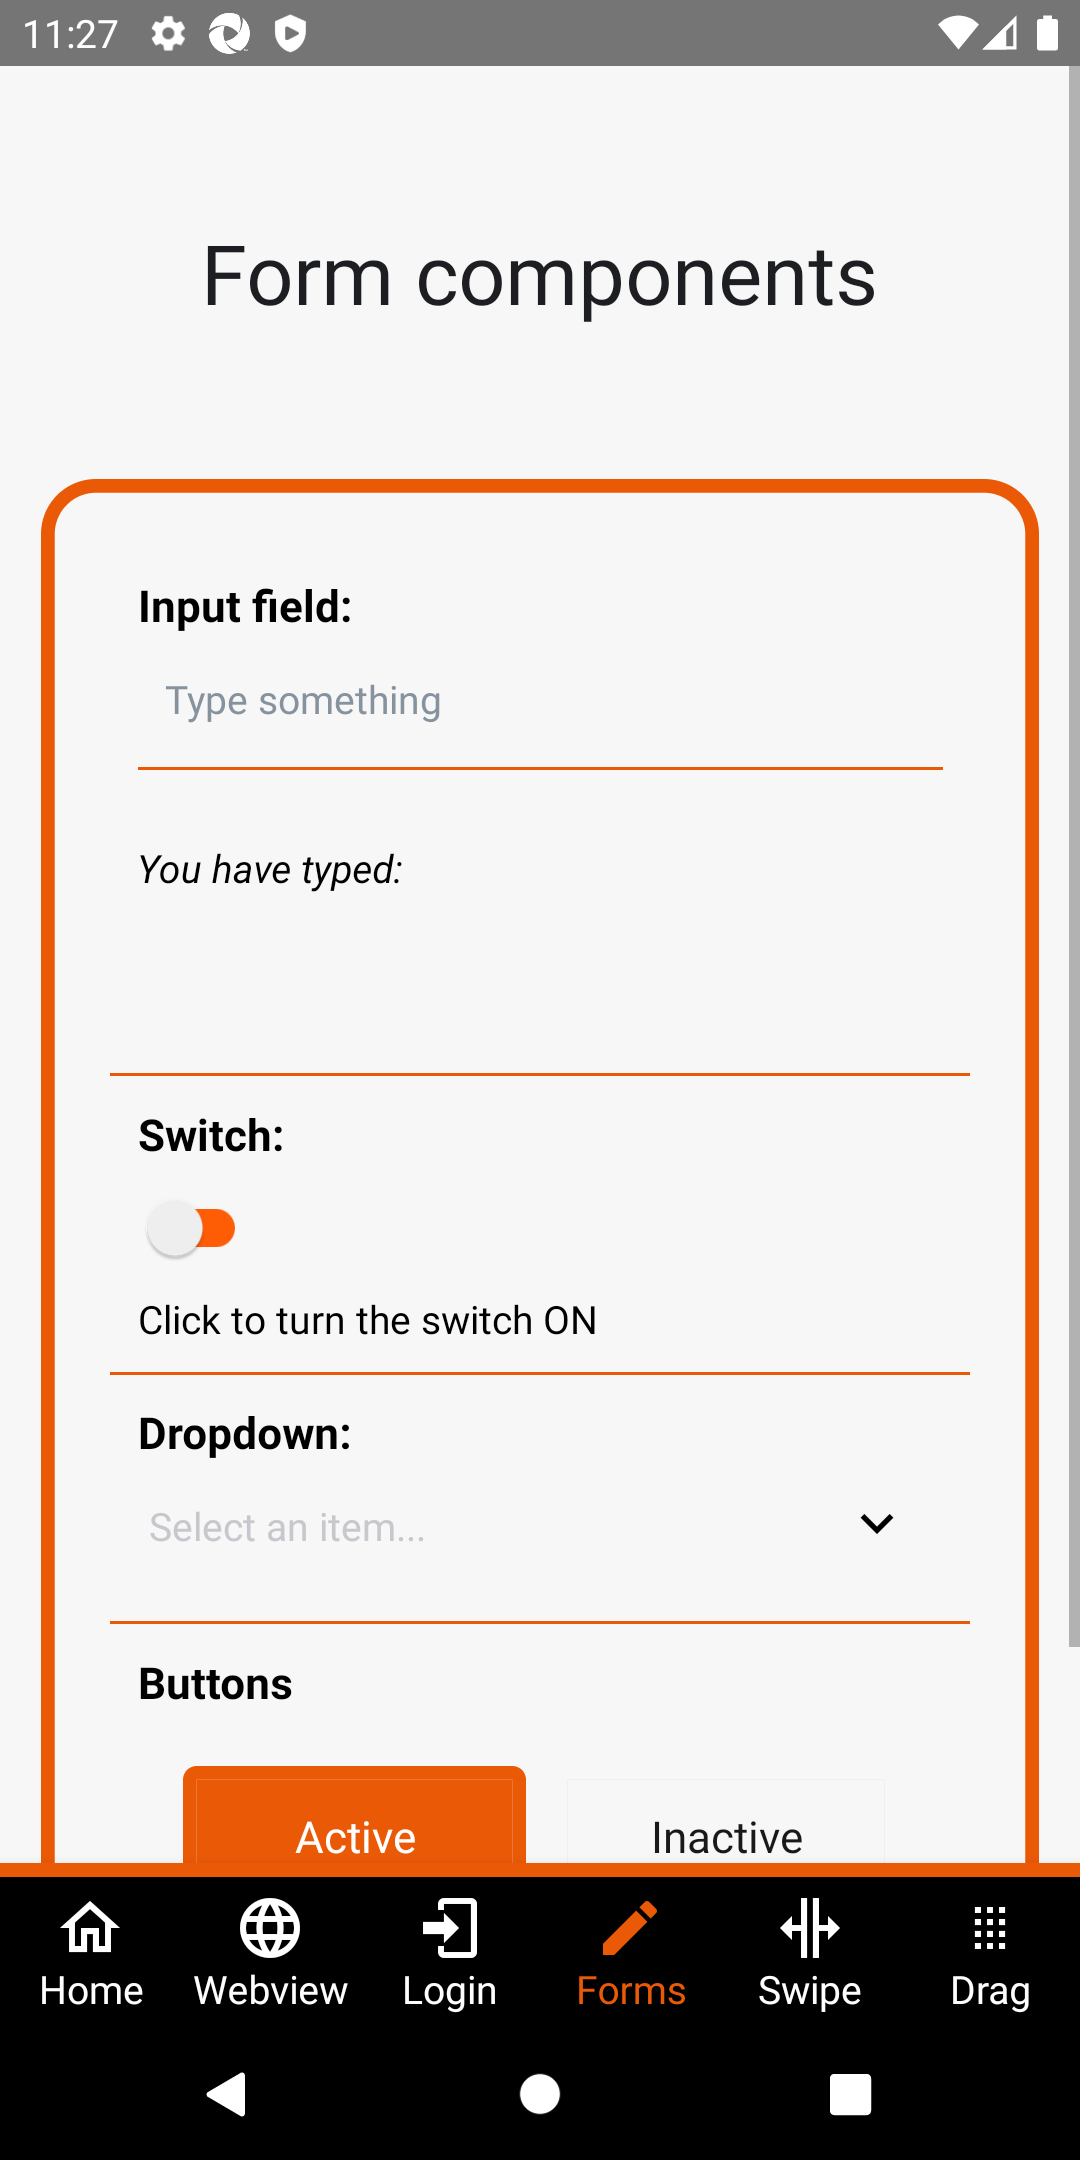 11:27
Form components
Input field:
Type something
You have typed:
Switch:
Click to turn the switch ON
Dropdown:
Select an item...
Buttons
Active Inactive
Home Webview Login Forms Swipe Drag